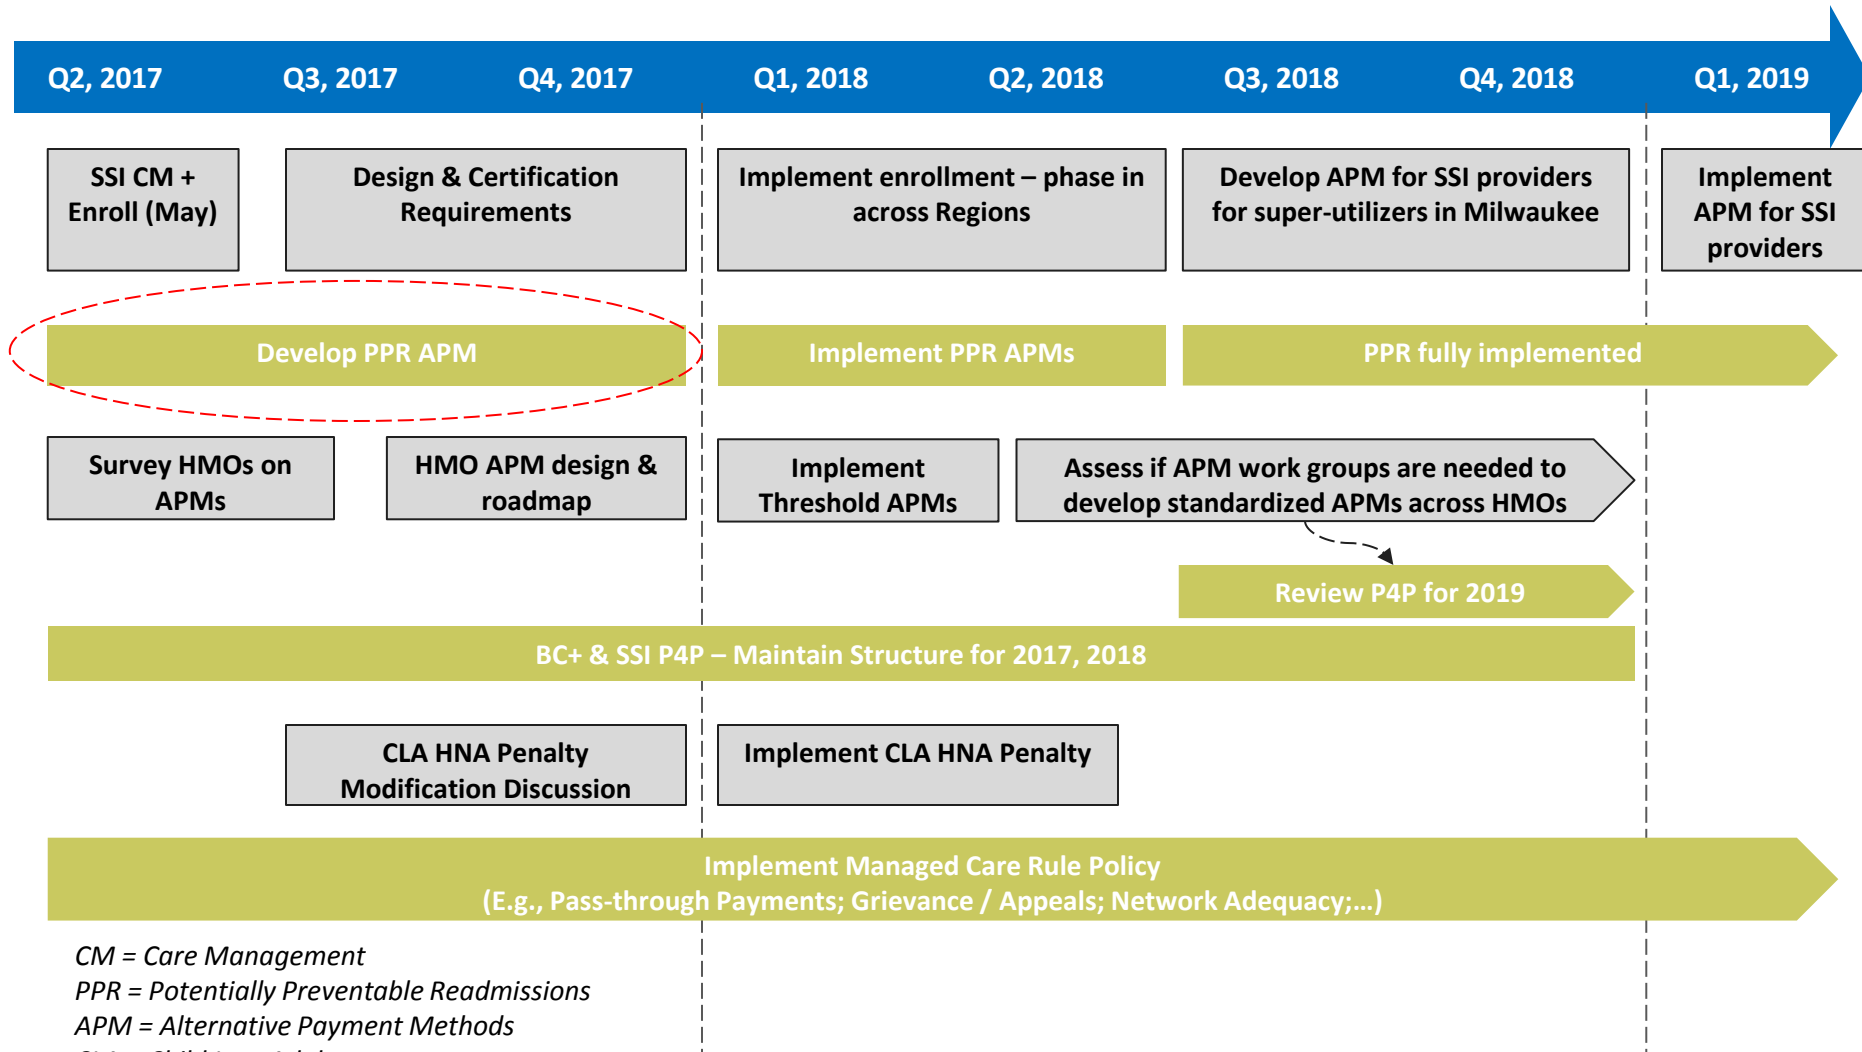 Q2, 2017 Q3, 2017 Q4, 2017 Q1, 2018 Q2, 2018 Q3, 2018 Q4, 2018 Q1, 2019
SSI CM +
Enroll (May)
Design & Certification
Requirements
Implement enrollment – phase in
across Regions
Develop APM for SSI providers
for super-utilizers in Milwaukee
Implement
APM for SSI
providers
Develop PPR APM
Implement PPR APMs
PPR fully implemented
Survey HMOs on
APMs
HMO APM design &
roadmap
Implement
Threshold APMs
Assess if APM work groups are needed to
develop standardized APMs across HMOs
Review P4P for 2019
BC+ & SSI P4P – Maintain Structure for 2017, 2018
CLA HNA Penalty
Modification Discussion
Implement CLA HNA Penalty
Implement Managed Care Rule Policy
(E.g., Pass-through Payments; Grievance / Appeals; Network Adequacy;…)
CM = Care Management
PPR = Potentially Preventable Readmissions
APM = Alternative Payment Methods